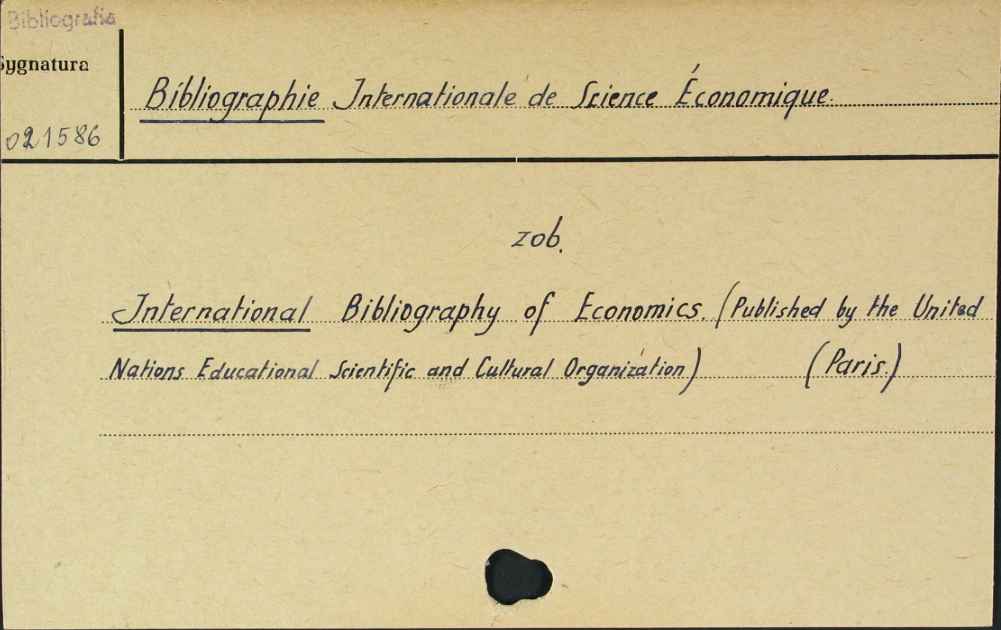 Bibliografia
Sygnatura
Bibliographie Internationale de Science Économique.
021586
zob.
International Bibliography of Economics. (Published by the United
Nations Educational Scientific and Cultural Organization) (Paris.)